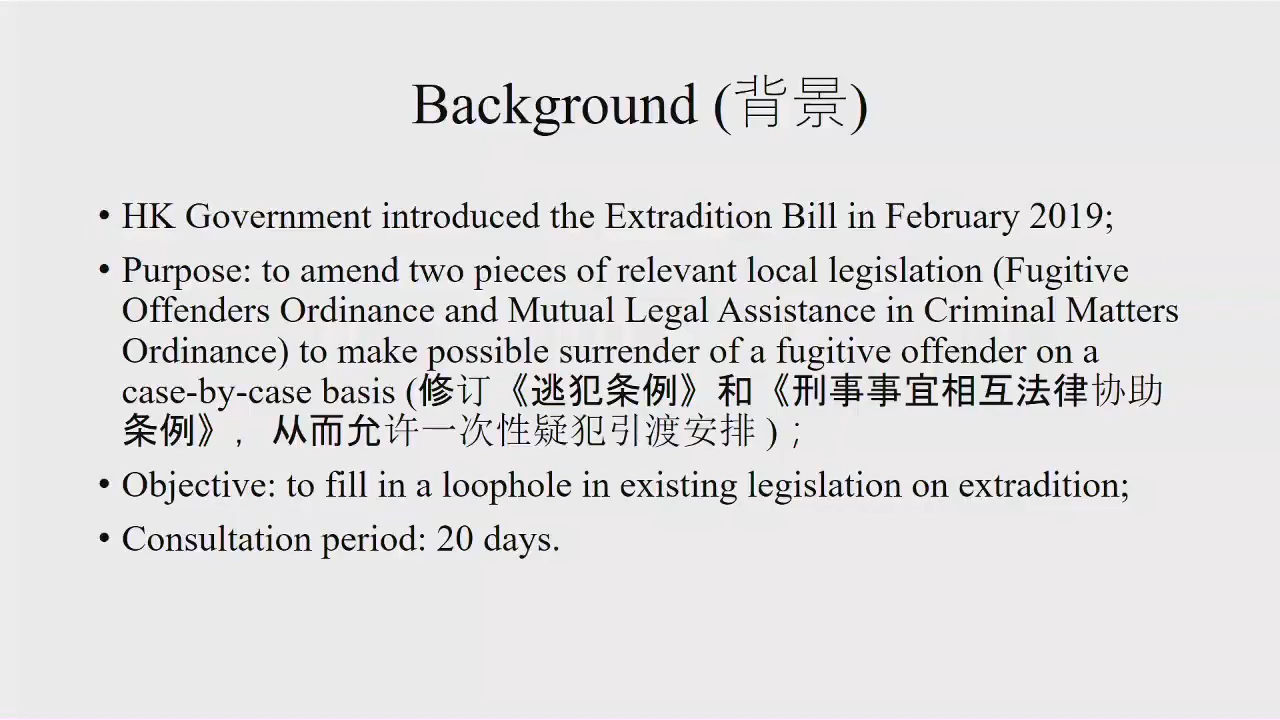 Background (背景)
• HK Government introduced the Extradition Bill in February 2019;
• Purpose: to amend two pieces of relevant local legislation (Fugitive
Offenders Ordinance and Mutual Legal Assistance in Criminal Matters
Ordinance) to make possible surrender of a fugitive offender on a
case-by-case basis (修订《逃犯条例》和《刑事事宜相互法律协助
条例》，从而允许一次性疑犯引渡安排 )；
• Objective: to fill in a loophole in existing legislation on extradition;
• Consultation period: 20 days.